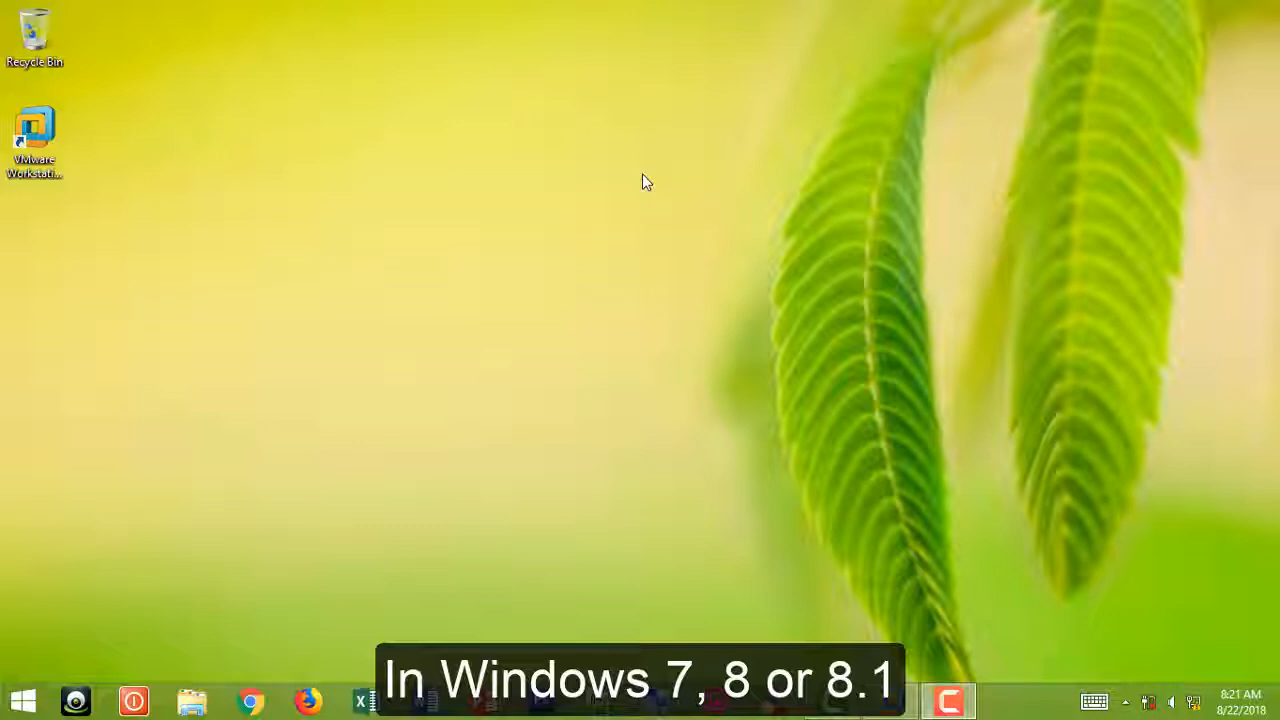 Recycle Bin
VMware
Workstati...
In Windows 7, 8 or 8.1
8:21 AM
8/22/2018